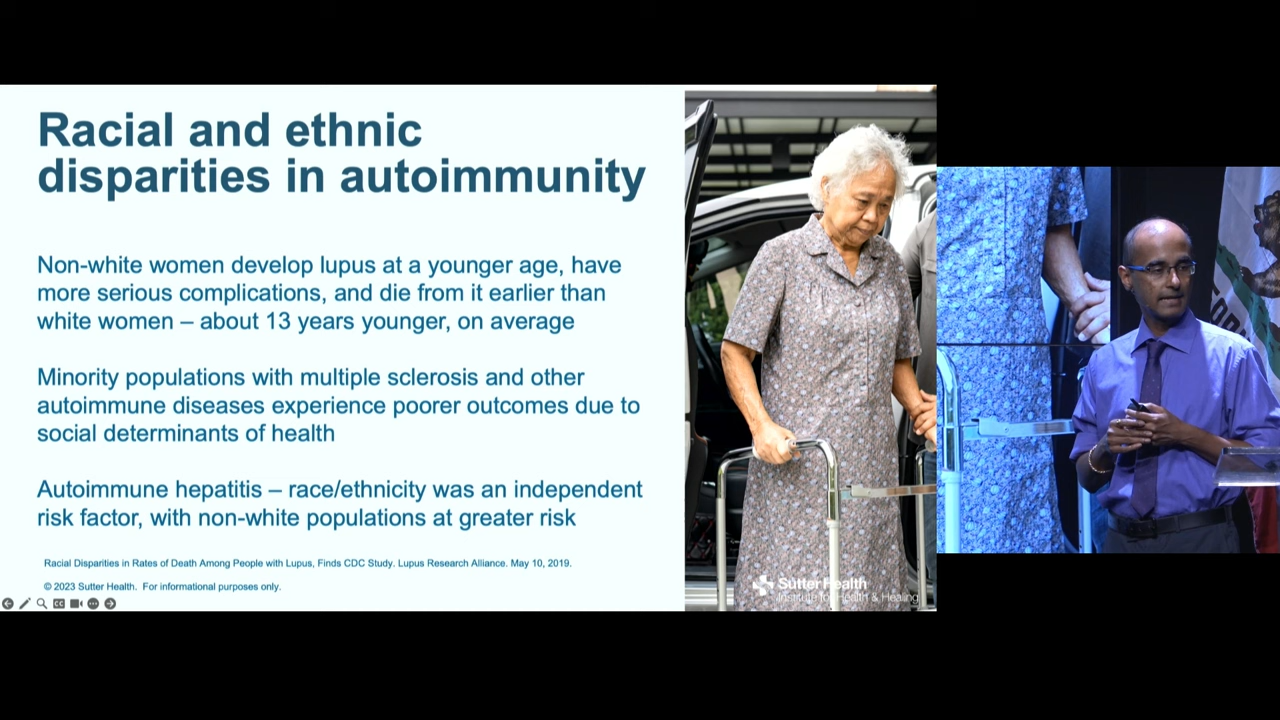 Racial and ethnic
disparities in autoimmunity
Non-white women develop lupus at a younger age, have
more serious complications, and die from it earlier than
white women – about 13 years younger, on average
Minority populations with multiple sclerosis and other
autoimmune diseases experience poorer outcomes due to
social determinants of health
Autoimmune hepatitis – race/ethnicity was an independent
risk factor, with non-white populations at greater risk
Racial Disparities in Rates of Death Among People with Lupus, Finds CDC Study. Lupus Research Alliance. May 10, 2019.
© 2023 Sutter Health. For informational purposes only.
CC
Sutter Health
Institute for Health & Healing